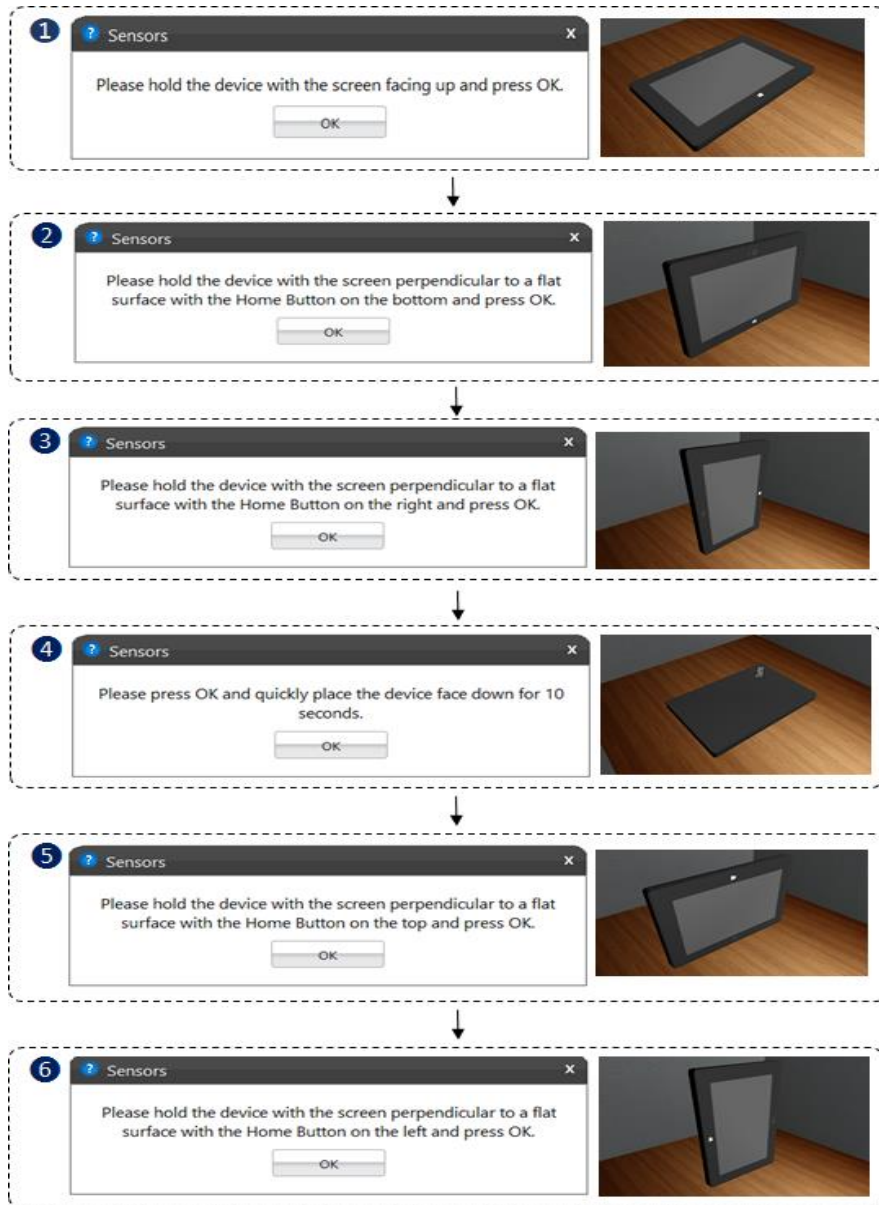 1
? Sensors x
Please hold the device with the screen facing up and press OK.
OK
2
? Sensors x
Please hold the device with the screen perpendicular to a flat
surface with the Home Button on the bottom and press OK.
OK
3
? Sensors x
Please hold the device with the screen perpendicular to a flat
surface with the Home Button on the right and press OK.
OK
4
? Sensors x
Please press OK and quickly place the device face down for 10
seconds.
OK
5
? Sensors x
Please hold the device with the screen perpendicular to a flat
surface with the Home Button on the top and press OK.
OK
6
? Sensors x
Please hold the device with the screen perpendicular to a flat
surface with the Home Button on the left and press OK.
OK